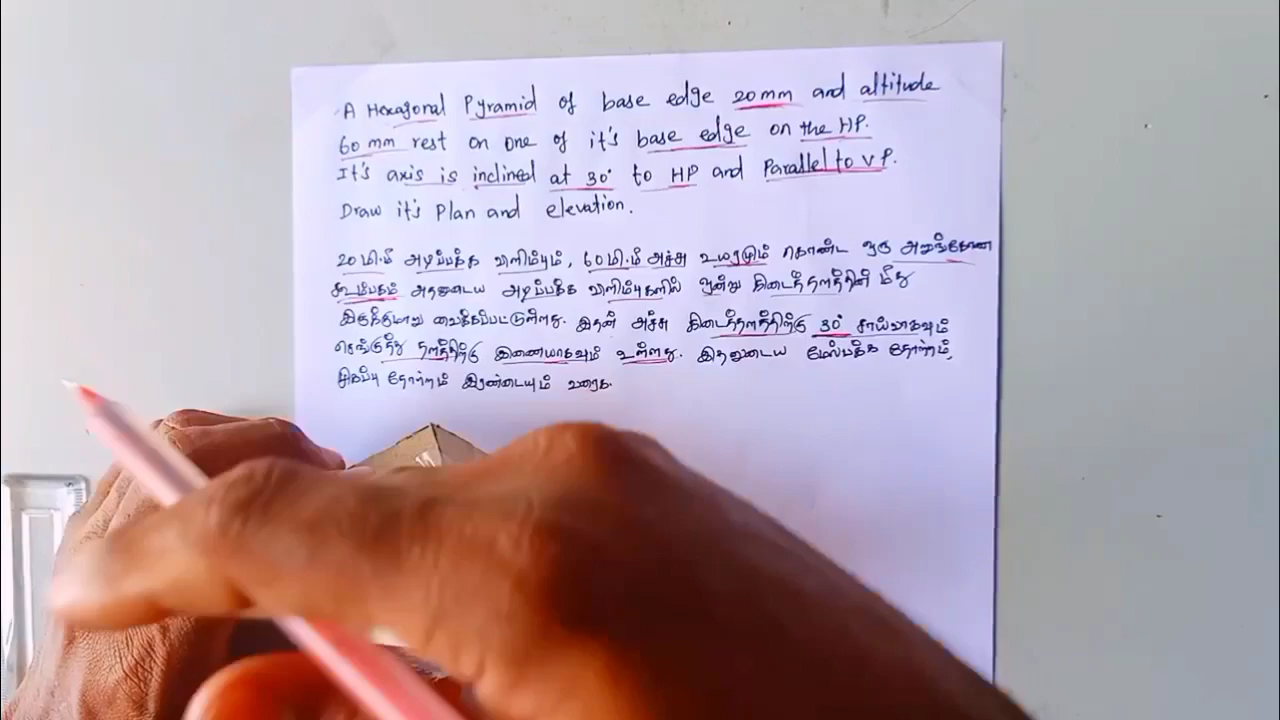 A Hexagonal Pyramid of base edge 20mm and altitude
60 mm rest on one of it's base edge on the HP.
It's axis is inclined at 30° to HP and Parallel to VP.
Draw it's Plan and elevation.
20 மி.மீ அடிப்பக்க விளிம்பும், 60 மி.மீ அச்சு உயரமும் கொண்ட ஒரு அறுங்கோண
கூம்பகம் அதனுடைய அடிப்பக்க விளிம்புகளில் ஒன்று கிடைத்தளத்தின் மீது
இருக்குமாறு வைக்கப்பட்டுள்ளது. இதன் அச்சு கிடைத்தளத்திற்கு 30° சாய்வாகவும்
செங்குத்து தளத்திற்கு இணையாகவும் உள்ளது. இதனுடைய மேல்பக்க தோற்றம்,
முகப்பு தோற்றம் இரண்டையும் வரைக.